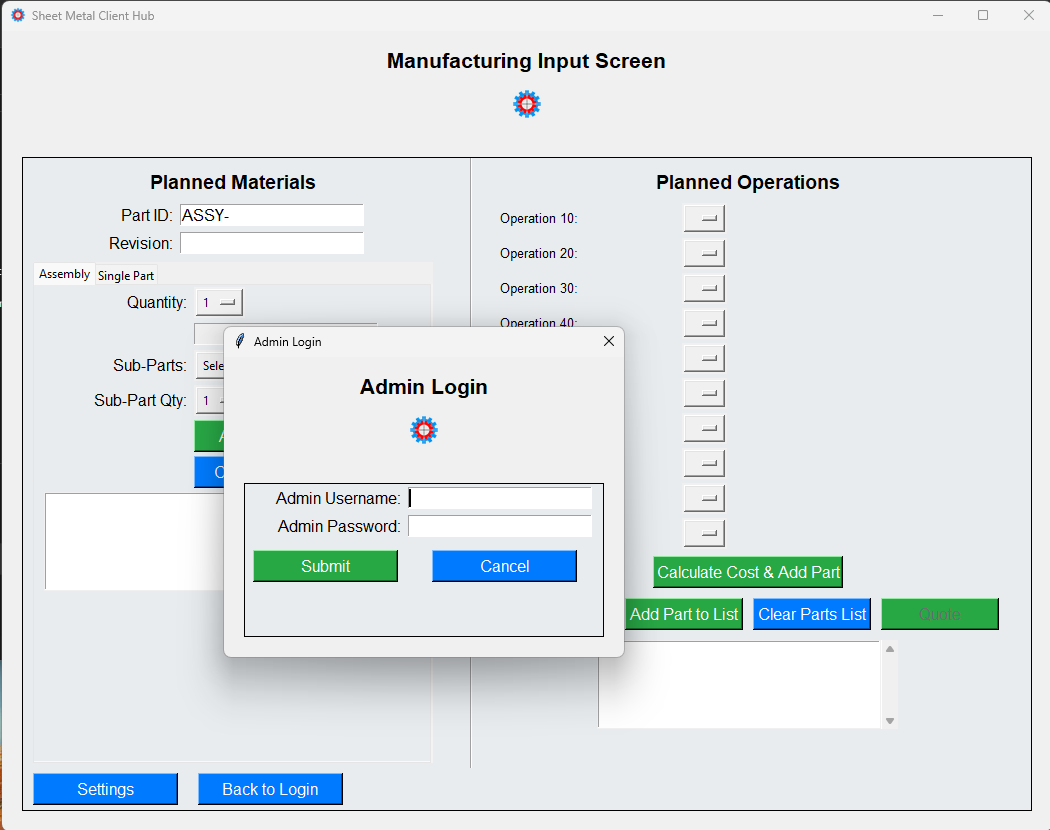 Sheet Metal Client Hub
Manufacturing Input Screen
Planned Materials
Part ID: ASSY-
Revision:
Assembly Single Part
Quantity: 1
Sub-Parts: Sele
Sub-Part Qty: 1
Planned Operations
Operation 10:
Operation 20:
Operation 30:
Operation 40:
Calculate Cost & Add Part
Add Part to List Clear Parts List Quote
Admin Login
Admin Login
Admin Username:
Admin Password:
Submit Cancel
Settings Back to Login